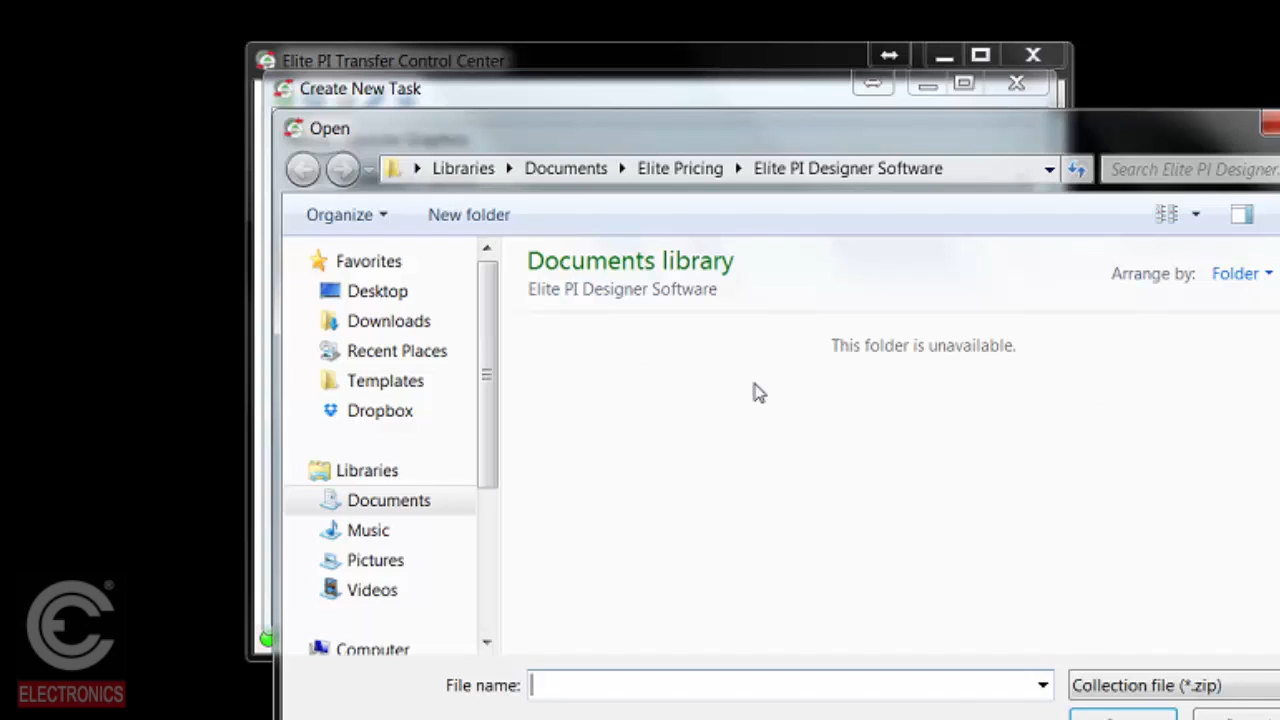 Elite PI Transfer Control Center
Create New Task
Open
Libraries Documents Elite Pricing Elite PI Designer Software
Search Elite PI Designer
Organize
New folder
Favorites
Desktop
Downloads
Recent Places
Templates
Dropbox
Libraries
Documents
Music
Pictures
Videos
Computer
Documents library
Elite PI Designer Software
Arrange by: Folder
This folder is unavailable.
File name:
Collection file (*.zip)
®
ELECTRONICS